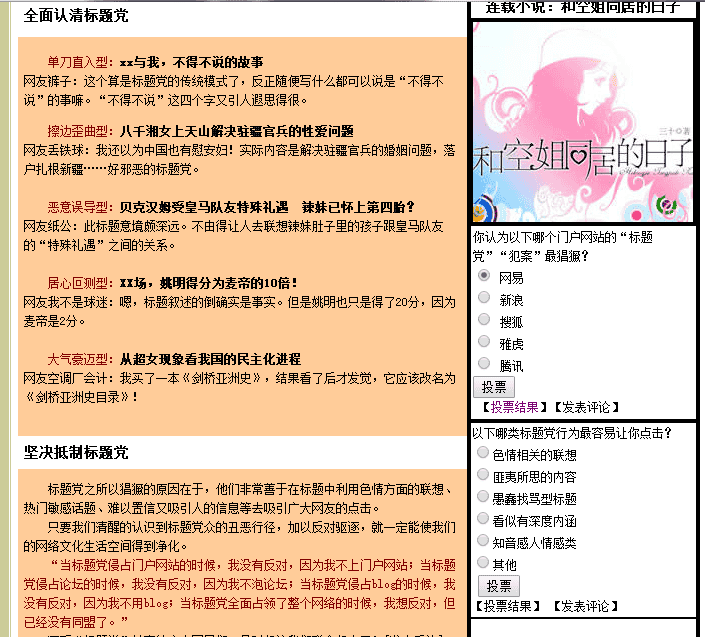 全面认清标题党
单刀直入型：xx与我，不得不说的故事
网友裤子：这个算是标题党的传统模式了，反正随便写什么都可以说是“不得不
说”的事嘛。“不得不说”这四个字又引人遐思得很。
擦边歪曲型：八千湘女上天山解决驻疆官兵的性爱问题
网友丢铁球：我还以为中国也有慰安妇！实际内容是解决驻疆官兵的婚姻问题，落
户扎根新疆……好邪恶的标题党。
恶意误导型：贝克汉姆受皇马队友特殊礼遇 辣妹已怀上第四胎？
网友纸公：此标题意境颇深远。不由得让人去联想辣妹肚子里的孩子跟皇马队友
的“特殊礼遇”之间的关系。
居心叵测型：XX场，姚明得分为麦帝的10倍！
网友我不是球迷：嗯，标题叙述的倒确实是事实。但是姚明也只是得了20分，因为
麦帝是2分。
大气豪迈型：从超女现象看我国的民主化进程
网友空调厂会计：我买了一本《剑桥亚洲史》，结果看了后才发觉，它应该改名为
《剑桥亚洲史目录》！
坚决抵制标题党
标题党之所以猖獗的原因在于，他们非常善于在标题中利用色情方面的联想、
热门敏感话题、难以置信又吸引人的信息等去吸引广大网友的点击。
只要我们清醒的认识到标题党众的丑恶行径，加以反对驱逐，就一定能使我们
的网络文化生活空间得到净化。
“当标题党侵占门户网站的时候，我没有反对，因为我不上门户网站；当标题
党侵占论坛的时候，我没有反对，因为我不泡论坛；当标题党侵占blog的时候，我
没有反对，因为我不用blog；当标题党全面占领了整个网络的时候，我想反对，但
已经没有同盟了。”
连载小说：和空姐同居的日子
三十◎著
和空姐同居的日子
你认为以下哪个门户网站的“标题
党”“犯案”最猖獗？
网易
新浪
搜狐
雅虎
腾讯
投票
【投票结果】【发表评论】
以下哪类标题党行为最容易让你点击？
色情相关的联想
匪夷所思的内容
愚蠢找骂型标题
看似有深度内涵
知音感人情感类
其他
投票
【投票结果】 【发表评论】